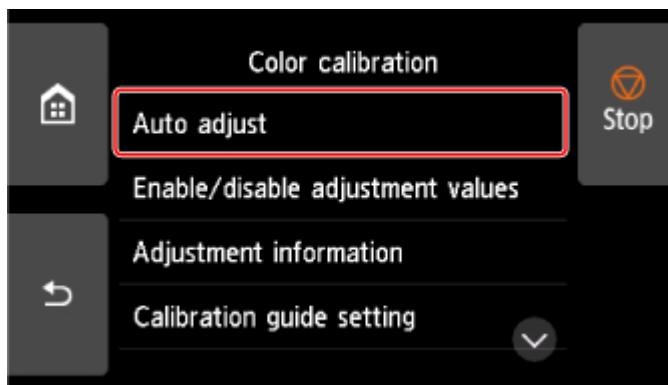 Color calibration
Auto adjust
Stop
Enable/disable adjustment values
Adjustment information
Calibration guide setting